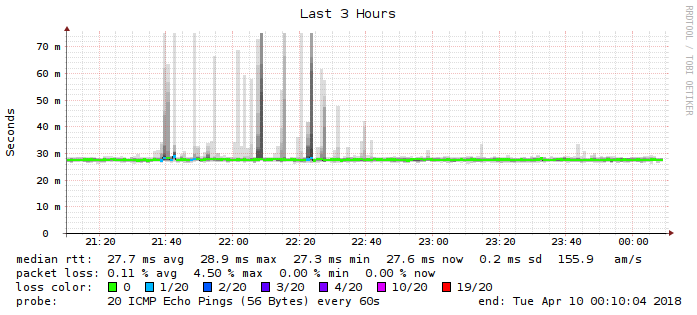 Last 3 Hours
RRDTOOL / TOBI OETIKER
Seconds
70 m
60 m
50 m
40 m
30 m
20 m
10 m
0
21:20 21:40 22:00 22:20 22:40 23:00 23:20 23:40 00:00
median rtt: 27.7 ms avg 28.9 ms max 27.3 ms min 27.6 ms now 0.2 ms sd 155.9 am/s
packet loss: 0.11 % avg 4.50 % max 0.00 % min 0.00 % now
loss color: 0 1/20 2/20 3/20 4/20 10/20 19/20
probe: 20 ICMP Echo Pings (56 Bytes) every 60s end: Tue Apr 10 00:10:04 2018